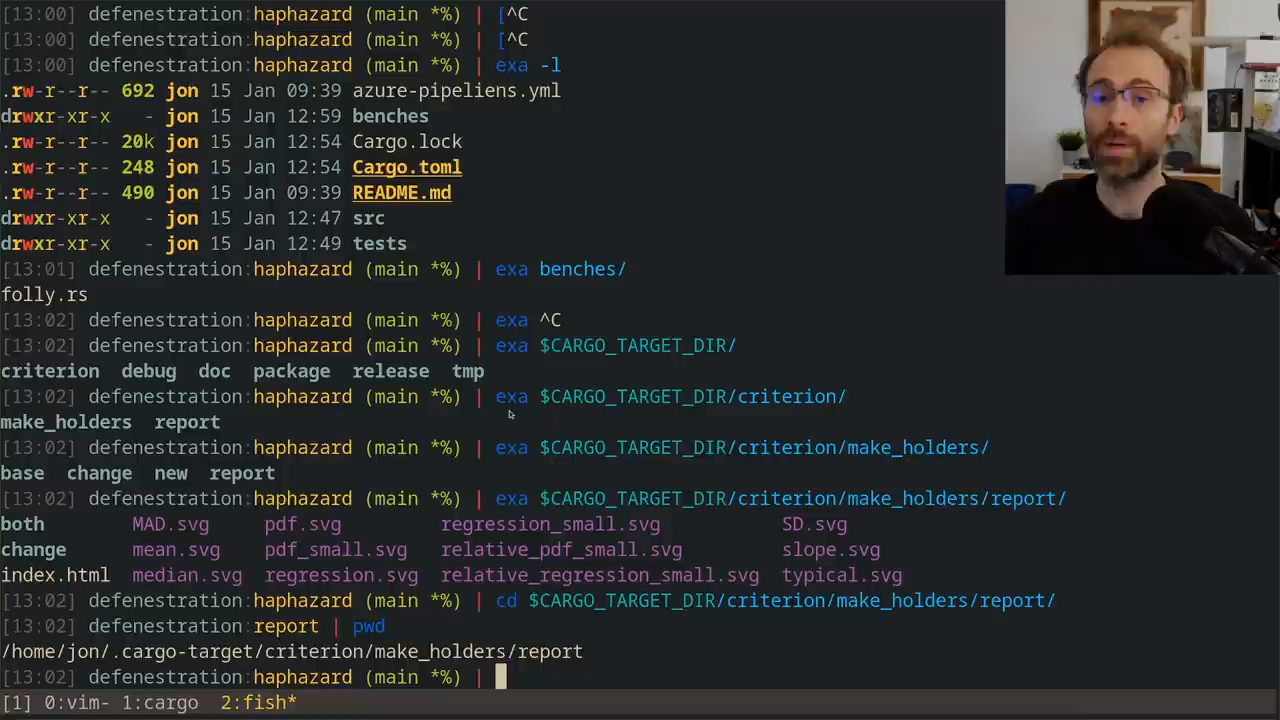 [13:00] defenestration:haphazard (main *%) | [^C
[13:00] defenestration:haphazard (main *%) | [^C
[13:00] defenestration:haphazard (main *%) | exa -l
.rw-r--r-- 692 jon 15 Jan 09:39 azure-pipeliens.yml
drwxr-xr-x   - jon 15 Jan 12:59 benches
.rw-r--r-- 20k jon 15 Jan 12:54 Cargo.lock
.rw-r--r-- 248 jon 15 Jan 12:54 Cargo.toml
.rw-r--r-- 490 jon 15 Jan 09:39 README.md
drwxr-xr-x   - jon 15 Jan 12:47 src
drwxr-xr-x   - jon 15 Jan 12:49 tests
[13:01] defenestration:haphazard (main *%) | exa benches/
folly.rs
[13:02] defenestration:haphazard (main *%) | exa ^C
[13:02] defenestration:haphazard (main *%) | exa $CARGO_TARGET_DIR/
criterion  debug  doc  package  release  tmp
[13:02] defenestration:haphazard (main *%) | exa $CARGO_TARGET_DIR/criterion/
make_holders  report
[13:02] defenestration:haphazard (main *%) | exa $CARGO_TARGET_DIR/criterion/make_holders/
base  change  new  report
[13:02] defenestration:haphazard (main *%) | exa $CARGO_TARGET_DIR/criterion/make_holders/report/
both        MAD.svg     pdf.svg         regression_small.svg           SD.svg
change      mean.svg    pdf_small.svg   relative_pdf_small.svg         slope.svg
index.html  median.svg  regression.svg  relative_regression_small.svg  typical.svg
[13:02] defenestration:haphazard (main *%) | cd $CARGO_TARGET_DIR/criterion/make_holders/report/
[13:02] defenestration:report | pwd
/home/jon/.cargo-target/criterion/make_holders/report
[13:02] defenestration:haphazard (main *%) |
[1] 0:vim- 1:cargo  2:fish*